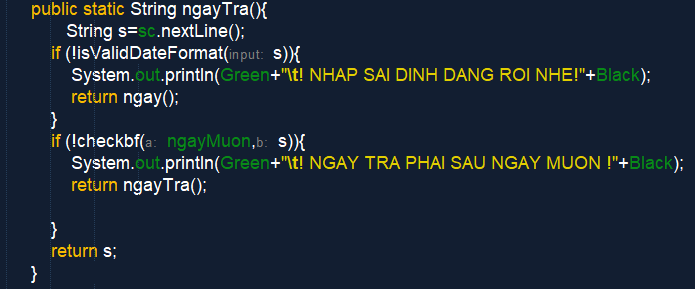 public static String ngayTra(){
String s=sc.nextLine();
if (!isValidDateFormat(input: s)){
System.out.println(Green+"\t! NHAP SAI DINH DANG ROI NHE!"+Black);
return ngay();
}
if (!checkbf(a: ngayMuon,b: s)){
System.out.println(Green+"\t! NGAY TRA PHAI SAU NGAY MUON !"+Black);
return ngayTra();
}
return s;
}